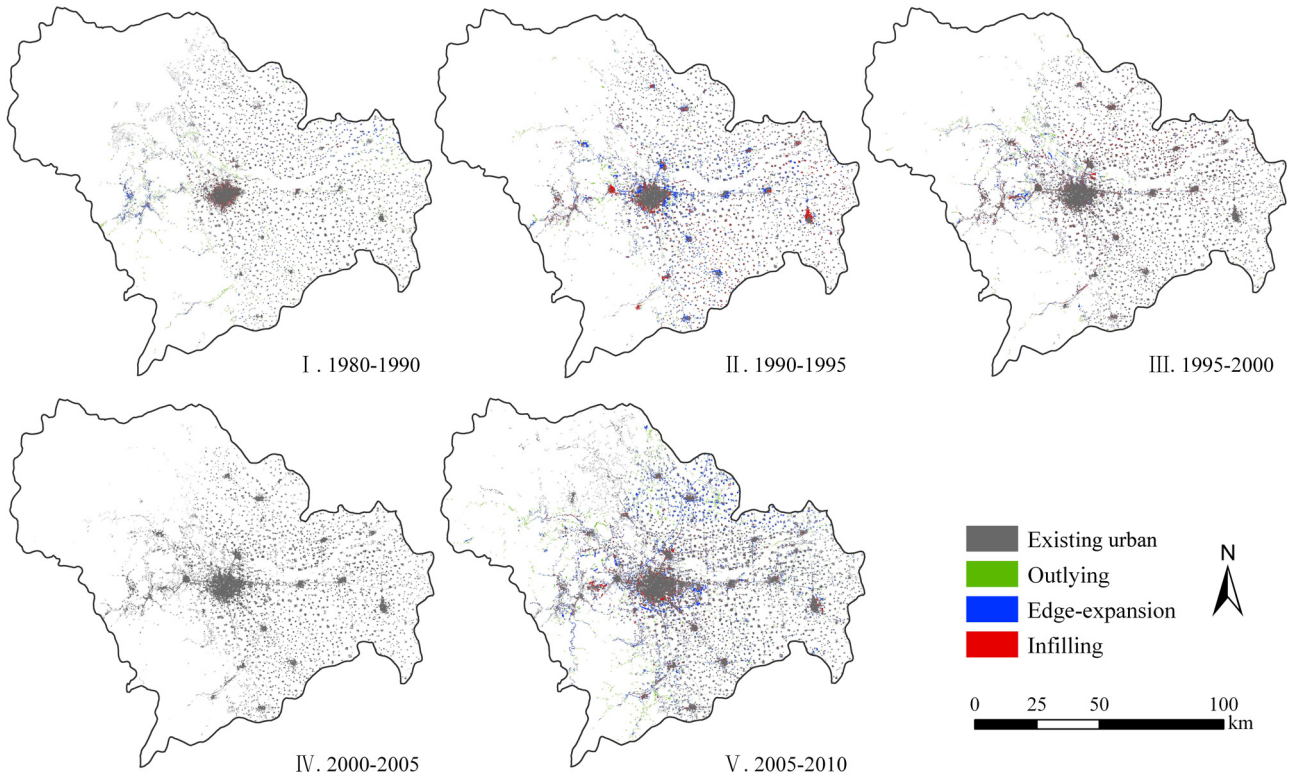 Ⅰ. 1980-1990
Ⅱ. 1990-1995
Ⅲ. 1995-2000
Ⅳ. 2000-2005
Ⅴ. 2005-2010
Existing urban
Outlying
Edge-expansion
Infilling
N
0 25 50 100
km